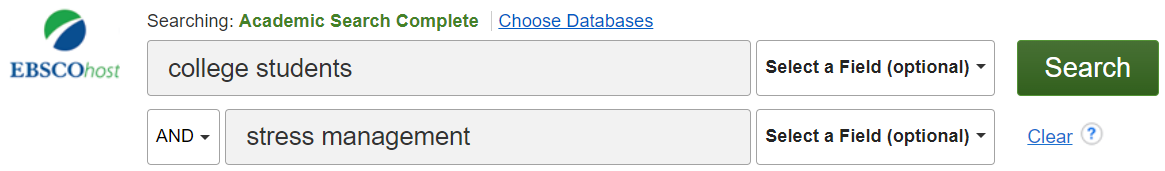 Searching: Academic Search Complete Choose Databases
EBSCOhost
college students Select a Field (optional) Search
AND stress management Select a Field (optional) Clear ?